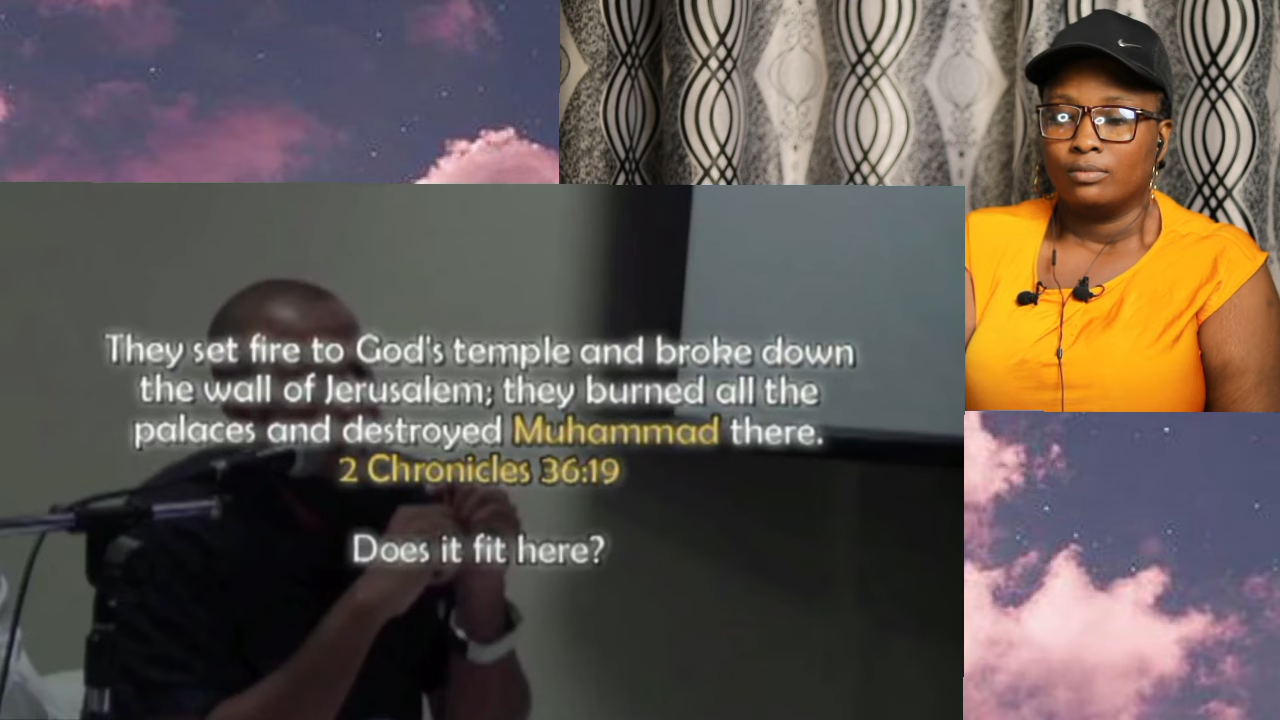 They set fire to God's temple and broke down
the wall of Jerusalem; they burned all the
palaces and destroyed Muhammad there.
2 Chronicles 36:19
Does it fit here?